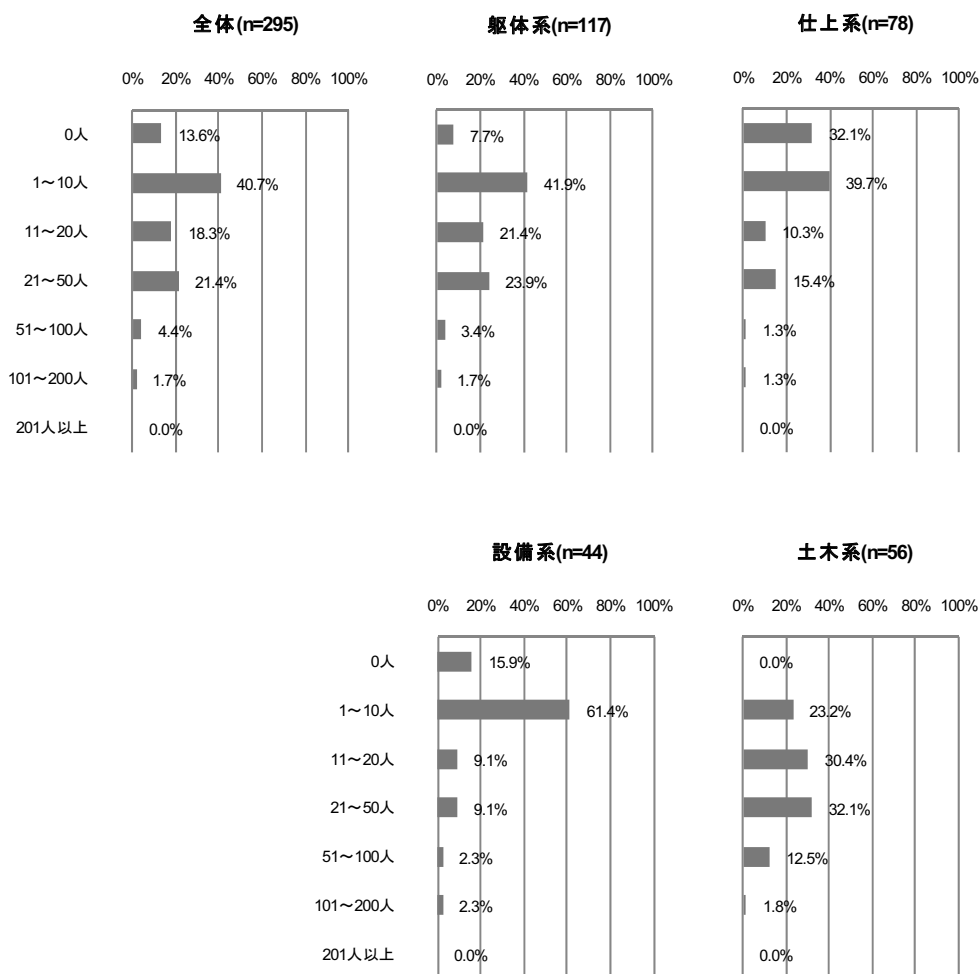 全体(n=295) 躯体系(n=117) 仕上系(n=78)
0% 20% 40% 60% 80% 100% 0% 20% 40% 60% 80% 100% 0% 20% 40% 60% 80% 100%
0人 13.6% 7.7% 32.1%
1～10人 40.7% 41.9% 39.7%
11～20人 18.3% 21.4% 10.3%
21～50人 21.4% 23.9% 15.4%
51～100人 4.4% 3.4% 1.3%
101～200人 1.7% 1.7% 1.3%
201人以上 0.0% 0.0% 0.0%
設備系(n=44) 土木系(n=56)
0% 20% 40% 60% 80% 100% 0% 20% 40% 60% 80% 100%
0人 15.9% 0.0%
1～10人 61.4% 23.2%
11～20人 9.1% 30.4%
21～50人 9.1% 32.1%
51～100人 2.3% 12.5%
101～200人 2.3% 1.8%
201人以上 0.0% 0.0%